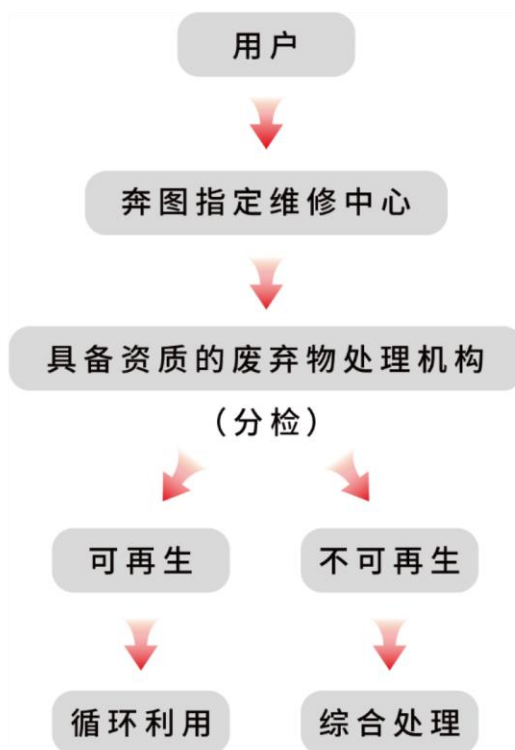 用户
奔图指定维修中心
具备资质的废弃物处理机构
（分检）
可再生
不可再生
循环利用
综合处理